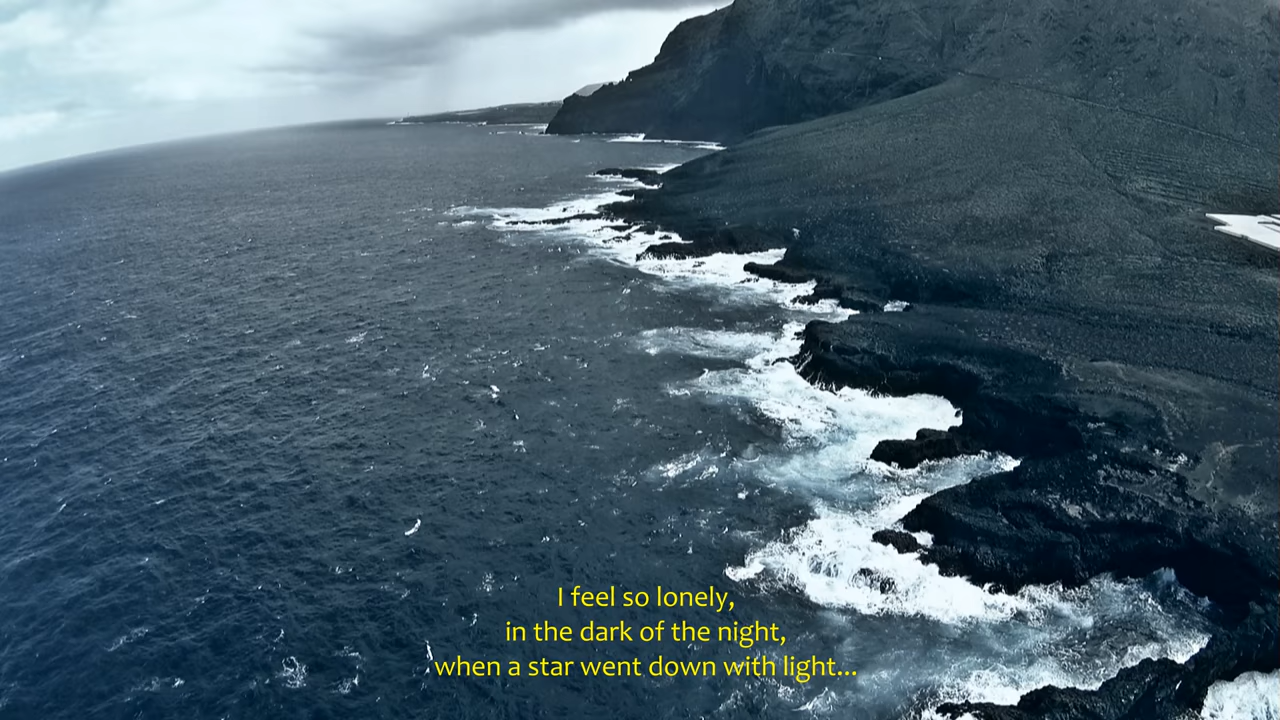 I feel so lonely,
in the dark of the night,
when a star went down with light...